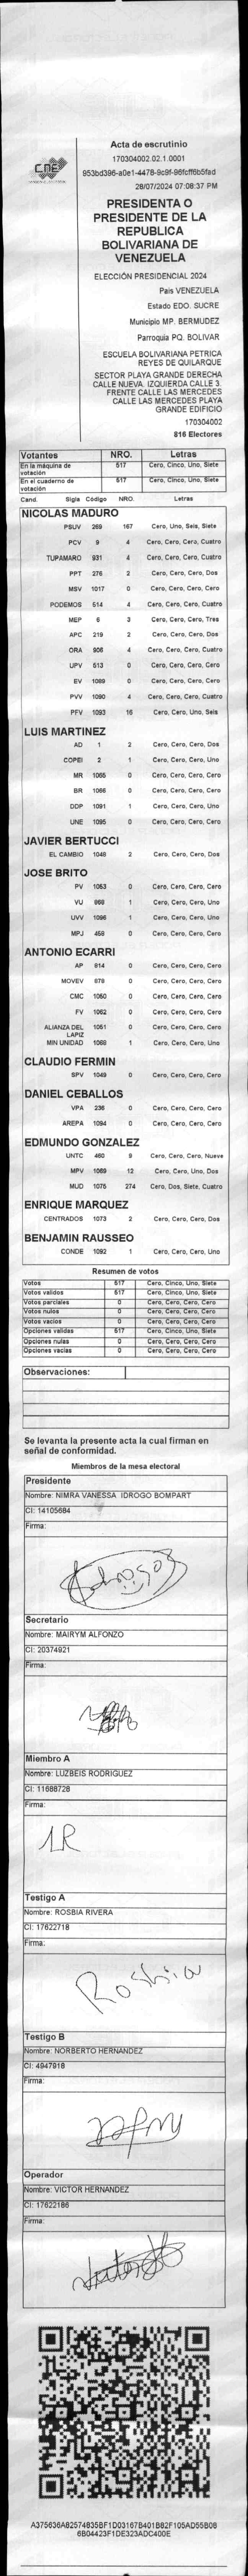 CNE
Acta de escrutinio
170304002.02.1.0001
953bd396-a0e1-4478-9c9f-96fcff6b5fad
28/07/2024 07:08:37 PM
PRESIDENTA O
PRESIDENTE DE LA
REPUBLICA
BOLIVARIANA DE
VENEZUELA
ELECCIÓN PRESIDENCIAL 2024
Pais VENEZUELA
Estado EDO. SUCRE
Municipio MP. BERMUDEZ
Parroquia PQ. BOLIVAR
ESCUELA BOLIVARIANA PETRICA
REYES DE QUILARQUE
SECTOR PLAYA GRANDE DERECHA
CALLE NUEVA. IZQUIERDA CALLE 3.
FRENTE CALLE LAS MERCEDES
CALLE LAS MERCEDES PLAYA
GRANDE EDIFICIO
170304002
816 Electores
Votantes NRO. Letras
En la máquina de votación 517 Cero, Cinco, Uno, Siete
En el cuaderno de votación 517 Cero, Cinco, Uno, Siete
Cand. Sigla Código NRO. Letras
NICOLAS MADURO
PSUV 269 167 Cero, Uno, Seis, Siete
PCV 9 4 Cero, Cero, Cero, Cuatro
TUPAMARO 931 4 Cero, Cero, Cero, Cuatro
PPT 276 2 Cero, Cero, Cero, Dos
MSV 1017 0 Cero, Cero, Cero, Cero
PODEMOS 514 4 Cero, Cero, Cero, Cuatro
MEP 6 3 Cero, Cero, Cero, Tres
APC 219 2 Cero, Cero, Cero, Dos
ORA 906 4 Cero, Cero, Cero, Cuatro
UPV 613 0 Cero, Cero, Cero, Cero
EV 1089 0 Cero, Cero, Cero, Cero
PVV 1090 4 Cero, Cero, Cero, Cuatro
PFV 1093 16 Cero, Cero, Uno, Seis
LUIS MARTINEZ
AD 1 2 Cero, Cero, Cero, Dos
COPEI 2 1 Cero, Cero, Cero, Uno
MR 1065 0 Cero, Cero, Cero, Cero
BR 1066 0 Cero, Cero, Cero, Cero
DDP 1091 1 Cero, Cero, Cero, Uno
UNE 1095 0 Cero, Cero, Cero, Cero
JAVIER BERTUCCI
EL CAMBIO 1048 2 Cero, Cero, Cero, Dos
JOSE BRITO
PV 1053 0 Cero, Cero, Cero, Cero
VU 868 1 Cero, Cero, Cero, Uno
UVV 1096 1 Cero, Cero, Cero, Uno
MPJ 458 0 Cero, Cero, Cero, Cero
ANTONIO ECARRI
AP 814 0 Cero, Cero, Cero, Cero
MOVEV 878 0 Cero, Cero, Cero, Cero
CMC 1050 0 Cero, Cero, Cero, Cero
FV 1062 0 Cero, Cero, Cero, Cero
ALIANZA DEL LAPIZ 1051 0 Cero, Cero, Cero, Cero
MIN UNIDAD 1068 1 Cero, Cero, Cero, Uno
CLAUDIO FERMIN
SPV 1049 0 Cero, Cero, Cero, Cero
DANIEL CEBALLOS
VPA 236 0 Cero, Cero, Cero, Cero
AREPA 1094 0 Cero, Cero, Cero, Cero
EDMUNDO GONZALEZ
UNTC 460 9 Cero, Cero, Cero, Nueve
MPV 1069 12 Cero, Cero, Uno, Dos
MUD 1075 274 Cero, Dos, Siete, Cuatro
ENRIQUE MARQUEZ
CENTRADOS 1073 2 Cero, Cero, Cero, Dos
BENJAMIN RAUSSEO
CONDE 1092 1 Cero, Cero, Cero, Uno
Resumen de votos
Votos 517 Cero, Cinco, Uno, Siete
Votos validos 517 Cero, Cinco, Uno, Siete
Votos parciales 0 Cero, Cero, Cero, Cero
Votos nulos 0 Cero, Cero, Cero, Cero
Votos vacios 0 Cero, Cero, Cero, Cero
Opciones validas 517 Cero, Cinco, Uno, Siete
Opciones nulas 0 Cero, Cero, Cero, Cero
Opciones vacias 0 Cero, Cero, Cero, Cero
Observaciones:
Se levanta la presente acta la cual firman en
señal de conformidad.
Miembros de la mesa electoral
Presidente
Nombre: NIMRA VANESSA IDROGO BOMPART
CI: 14105684
Firma:
Secretario
Nombre: MAIRYM ALFONZO
CI: 20374921
Firma:
Miembro A
Nombre: LUZBEIS RODRIGUEZ
CI: 11688728
Firma:
LR
Testigo A
Nombre: ROSBIA RIVERA
CI: 17622718
Firma:
Rosbia
Testigo B
Nombre: NORBERTO HERNANDEZ
CI: 4947918
Firma:
Operador
Nombre: VICTOR HERNANDEZ
CI: 17622186
Firma:
A375636A82574835BF1D03167B401B82F105AD55B08
6B04423F1DE323ADC400E